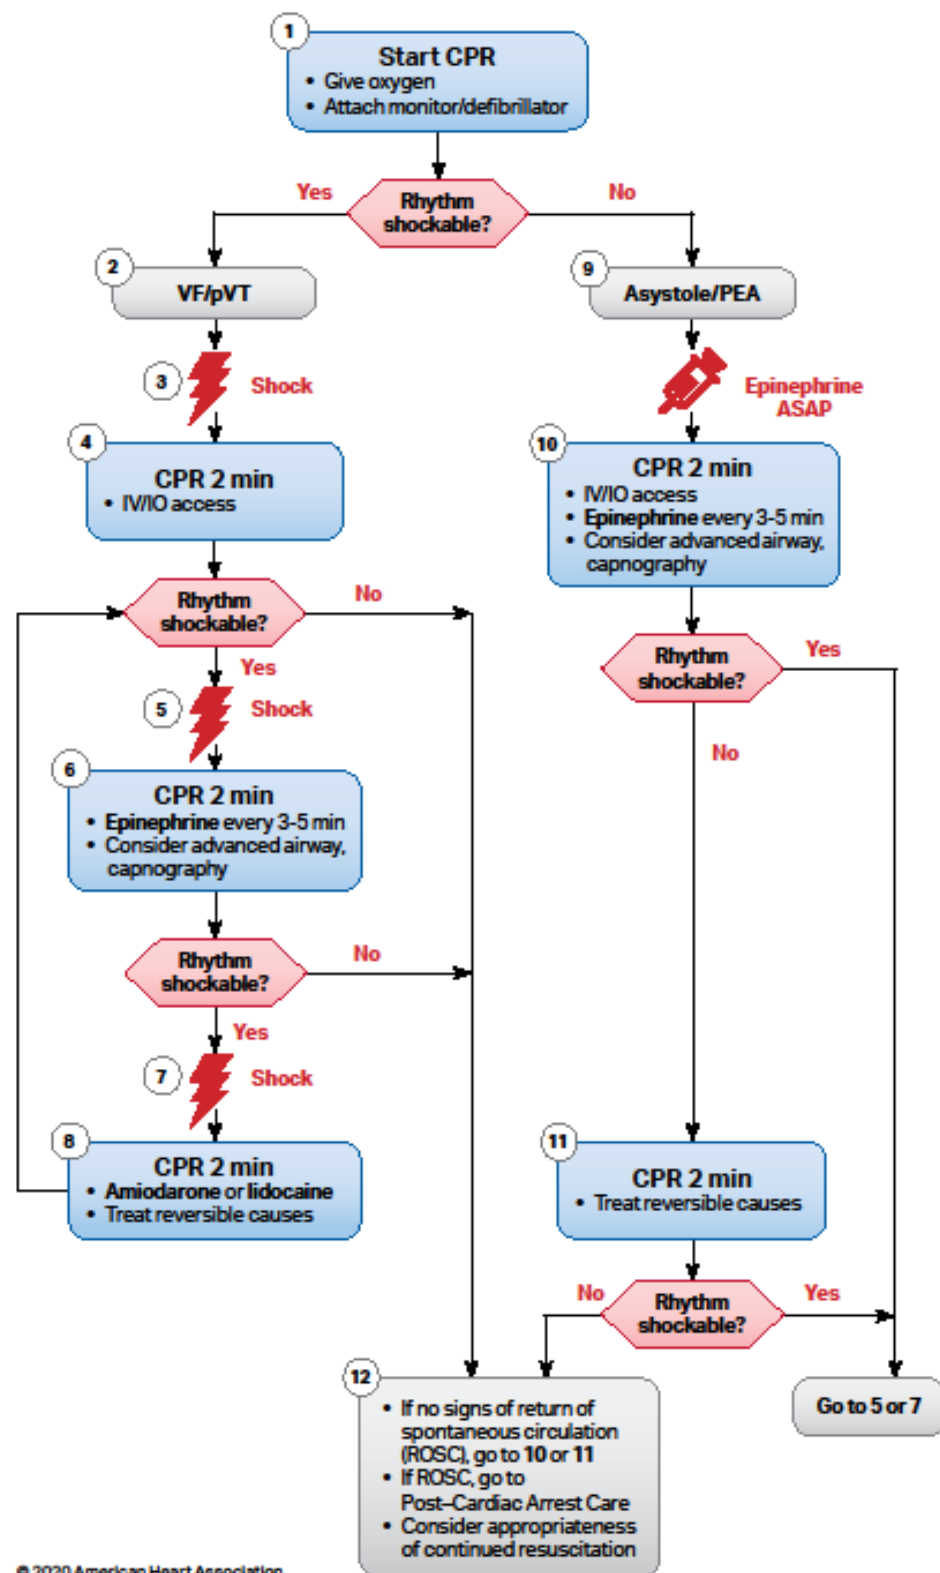 1
Start CPR
• Give oxygen
• Attach monitor/defibrillator
Yes
Rhythm
shockable?
No
2
VF/pVT
9
Asystole/PEA
3
Shock
Epinephrine
ASAP
4
CPR 2 min
• IV/IO access
10
CPR 2 min
• IV/IO access
• Epinephrine every 3-5 min
• Consider advanced airway,
capnography
Rhythm
shockable?
No
Yes
Rhythm
shockable?
Yes
5
Shock
No
6
CPR 2 min
• Epinephrine every 3-5 min
• Consider advanced airway,
capnography
Rhythm
shockable?
No
Yes
7
Shock
8
CPR 2 min
• Amiodarone or lidocaine
• Treat reversible causes
11
CPR 2 min
• Treat reversible causes
No
Rhythm
shockable?
Yes
12
• If no signs of return of
spontaneous circulation
(ROSC), go to 10 or 11
• If ROSC, go to
Post–Cardiac Arrest Care
• Consider appropriateness
of continued resuscitation
Go to 5 or 7
© 2020 American Heart Association